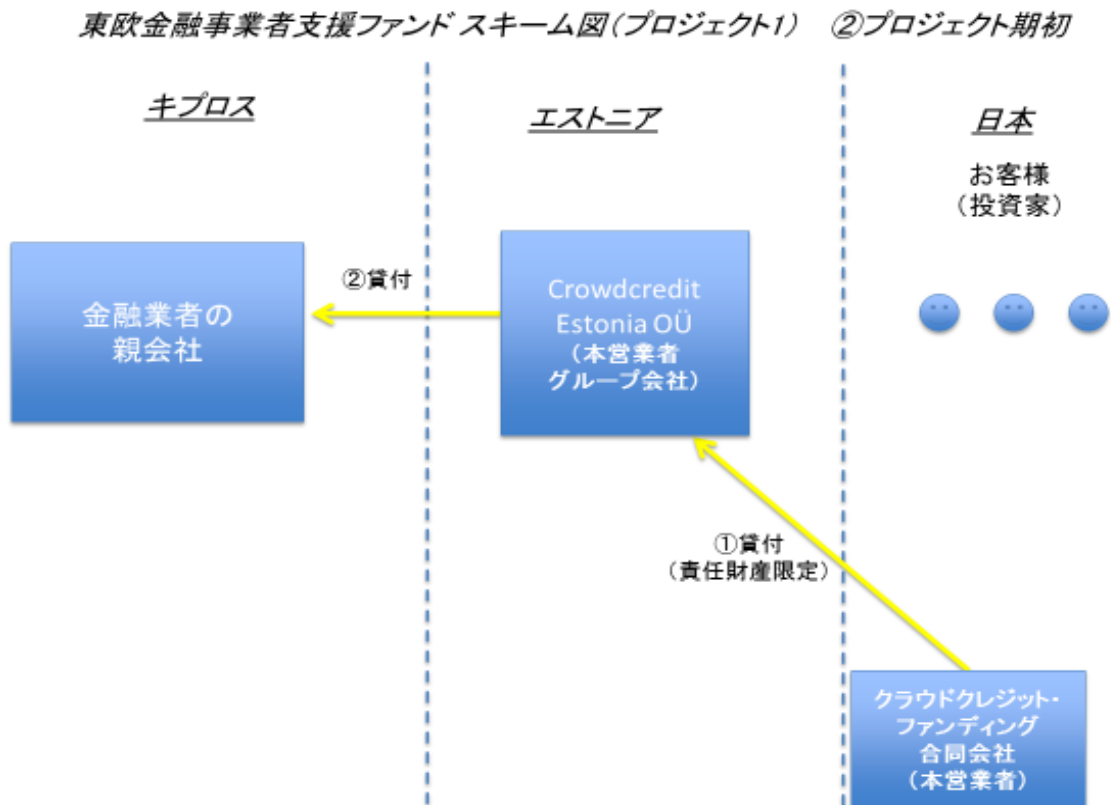 東欧金融事業者支援ファンド スキーム図(プロジェクト1) ②プロジェクト期初
キプロス
エストニア
日本
お客様
(投資家)
②貸付
金融業者の
親会社
Crowdcredit
Estonia OÜ
(本営業者
グループ会社)
①貸付
(責任財産限定)
クラウドクレジット・
ファンディング
合同会社
(本営業者)